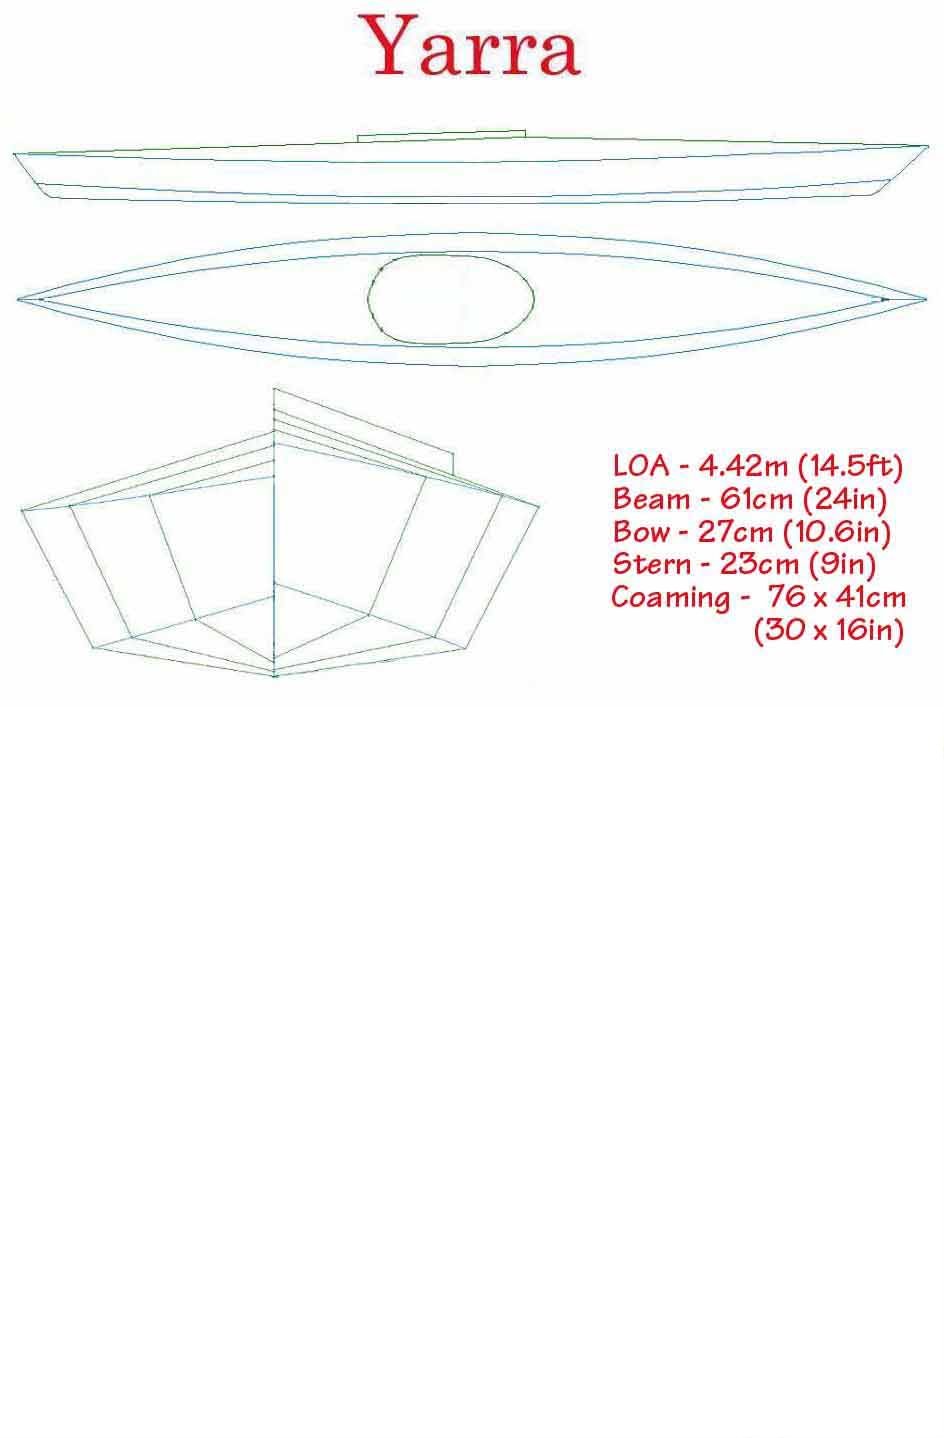 Yarra
LOA - 4.42m (14.5ft)
Beam - 61cm (24in)
Bow - 27cm (10.6in)
Stern - 23cm (9in)
Coaming - 76 x 41cm
(30 x 16in)